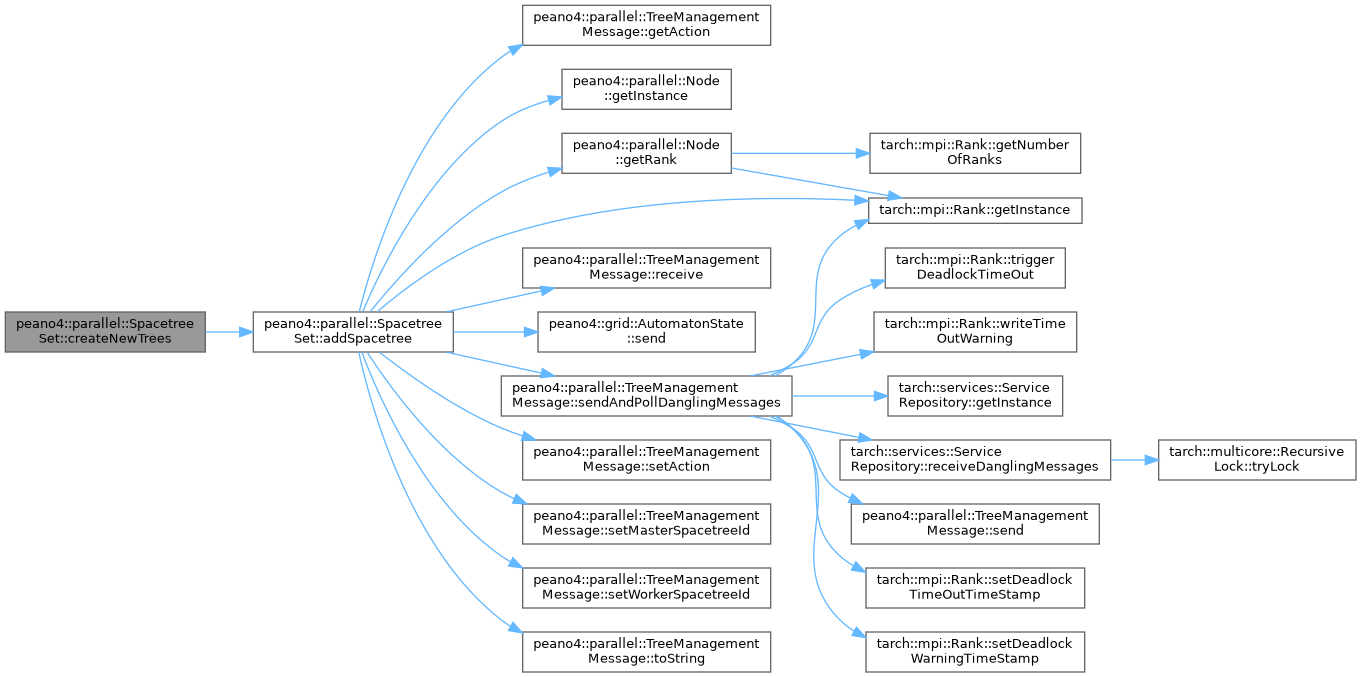 peano4::parallel::Spacetree
Set::createNewTrees
peano4::parallel::Spacetree
Set::addSpacetree
peano4::parallel::TreeManagement
Message::getAction
peano4::parallel::Node
::getInstance
peano4::parallel::Node
::getRank
peano4::parallel::TreeManagement
Message::receive
peano4::grid::AutomatonState
::send
peano4::parallel::TreeManagement
Message::sendAndPollDanglingMessages
peano4::parallel::TreeManagement
Message::setAction
peano4::parallel::TreeManagement
Message::setMasterSpacetreeId
peano4::parallel::TreeManagement
Message::setWorkerSpacetreeId
peano4::parallel::TreeManagement
Message::toString
tarch::mpi::Rank::getNumber
OfRanks
tarch::mpi::Rank::getInstance
tarch::mpi::Rank::trigger
DeadlockTimeOut
tarch::mpi::Rank::writeTime
OutWarning
tarch::services::Service
Repository::getInstance
tarch::services::Service
Repository::receiveDanglingMessages
peano4::parallel::TreeManagement
Message::send
tarch::mpi::Rank::setDeadlock
TimeOutTimeStamp
tarch::mpi::Rank::setDeadlock
WarningTimeStamp
tarch::multicore::Recursive
Lock::tryLock